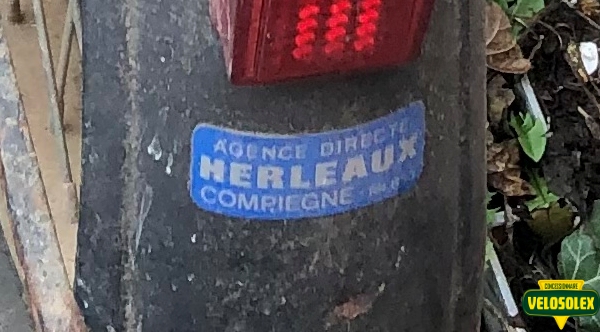 AGENCE DIRECTE
HERLEAUX
COMPIEGNE
CONCESSIONNAIRE
VELOSOLEX